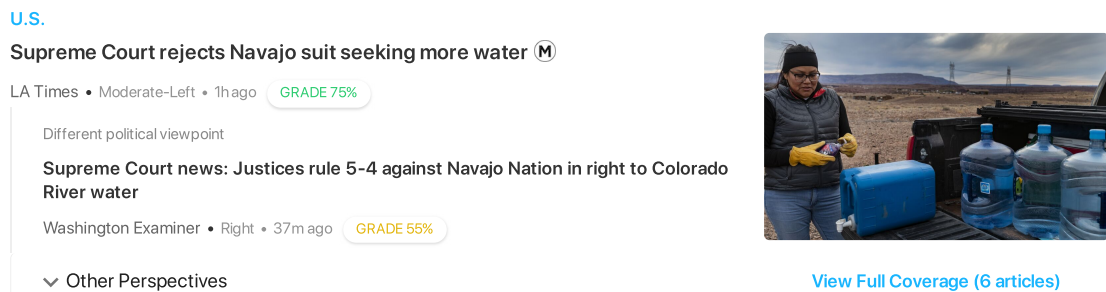 U.S.
Supreme Court rejects Navajo suit seeking more water M
LA Times • Moderate-Left • 1h ago GRADE 75%
Different political viewpoint
Supreme Court news: Justices rule 5-4 against Navajo Nation in right to Colorado
River water
Washington Examiner • Right • 37m ago GRADE 55%
Other Perspectives
View Full Coverage (6 articles)